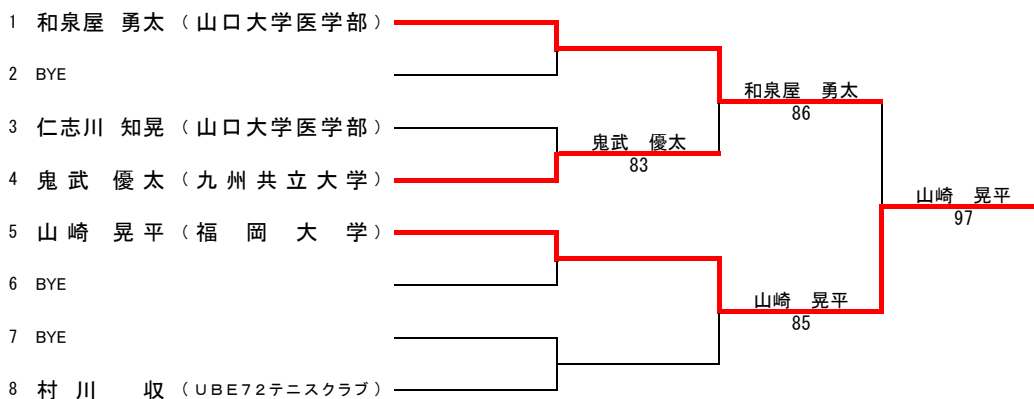 1 和泉屋 勇太 (山口大学医学部)
2 BYE
3 仁志川 知晃 (山口大学医学部)
4 鬼武 優太 (九州共立大学)
5 山崎 晃平 (福岡大学)
6 BYE
7 BYE
8 村川 収 (UBE72テニスクラブ)
鬼武 優太
83
和泉屋 勇太
86
山崎 晃平
85
山崎 晃平
97